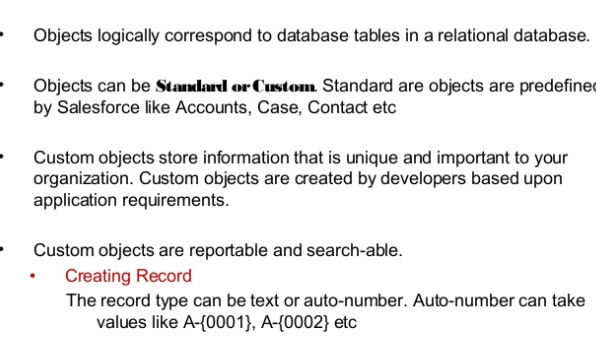 • Objects logically correspond to database tables in a relational database.
• Objects can be Standard or Custom. Standard are objects are predefined
by Salesforce like Accounts, Case, Contact etc
• Custom objects store information that is unique and important to your
organization. Custom objects are created by developers based upon
application requirements.
• Custom objects are reportable and search-able.
• Creating Record
The record type can be text or auto-number. Auto-number can take
values like A-{0001}, A-{0002} etc